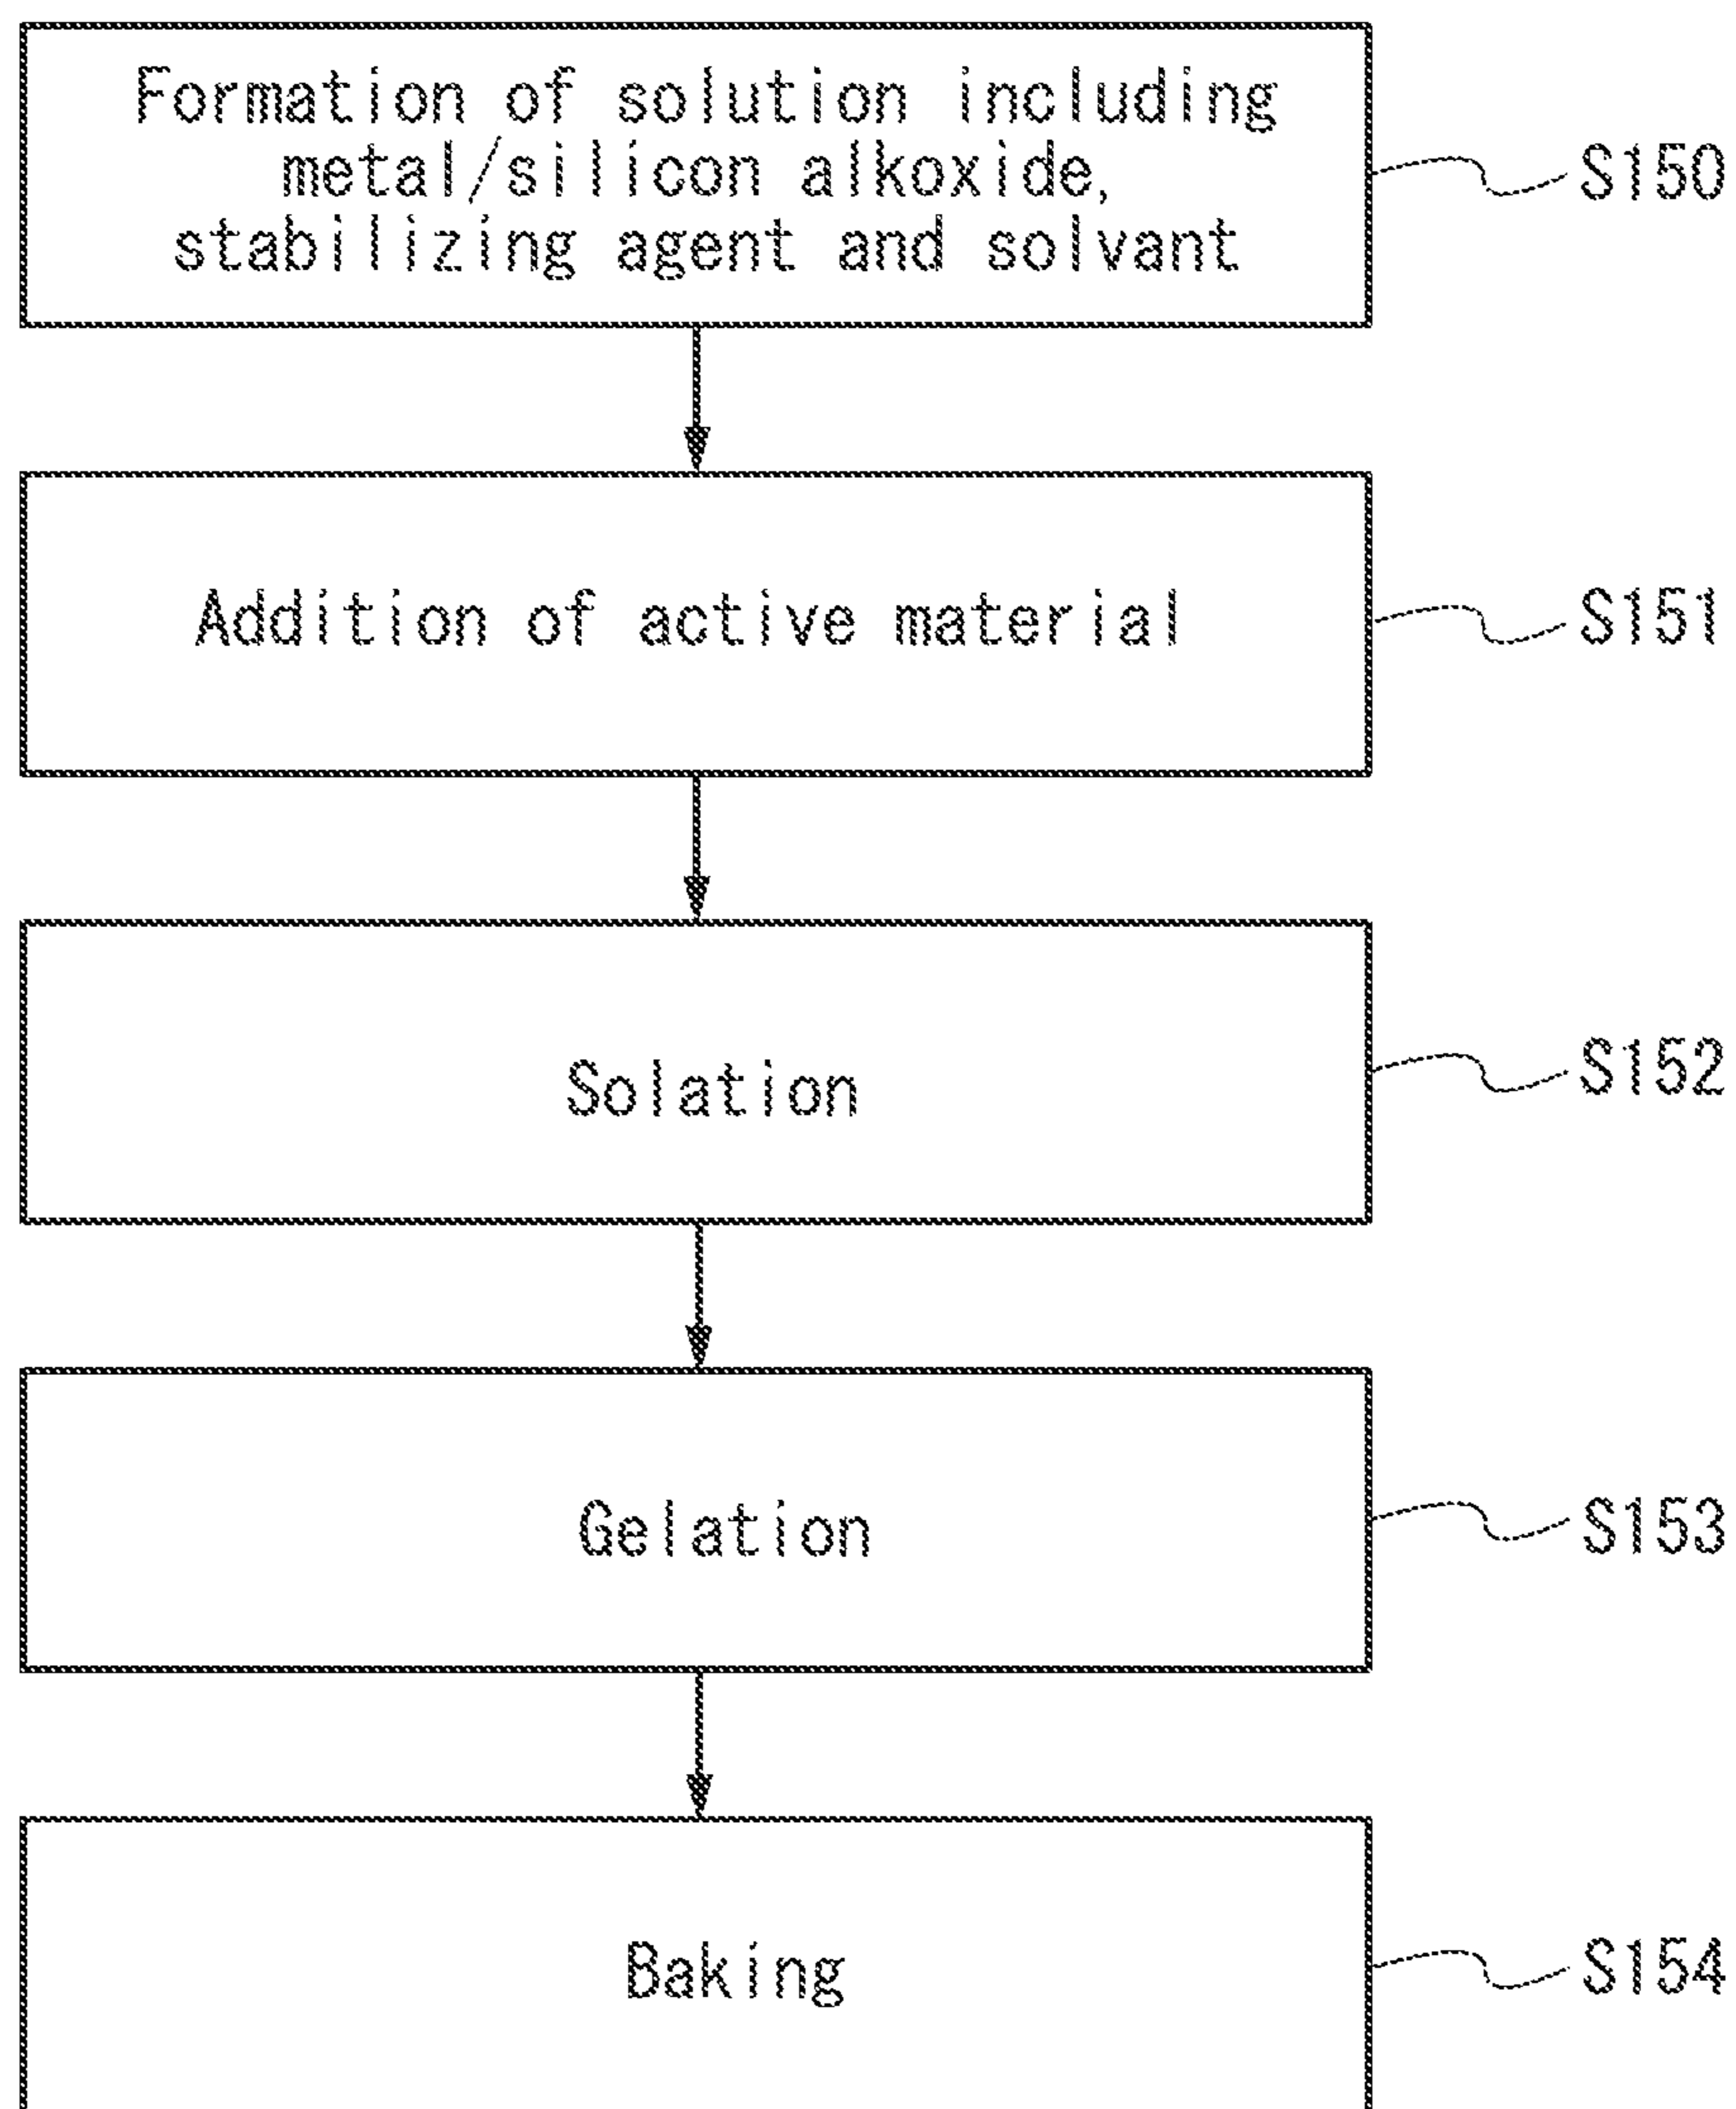 Formation of solution including
metal/silicon alkoxide,
stabilizing agent and solvant
S150
Addition of active material
S151
Solation
S152
Gelation
S153
Baking
S154